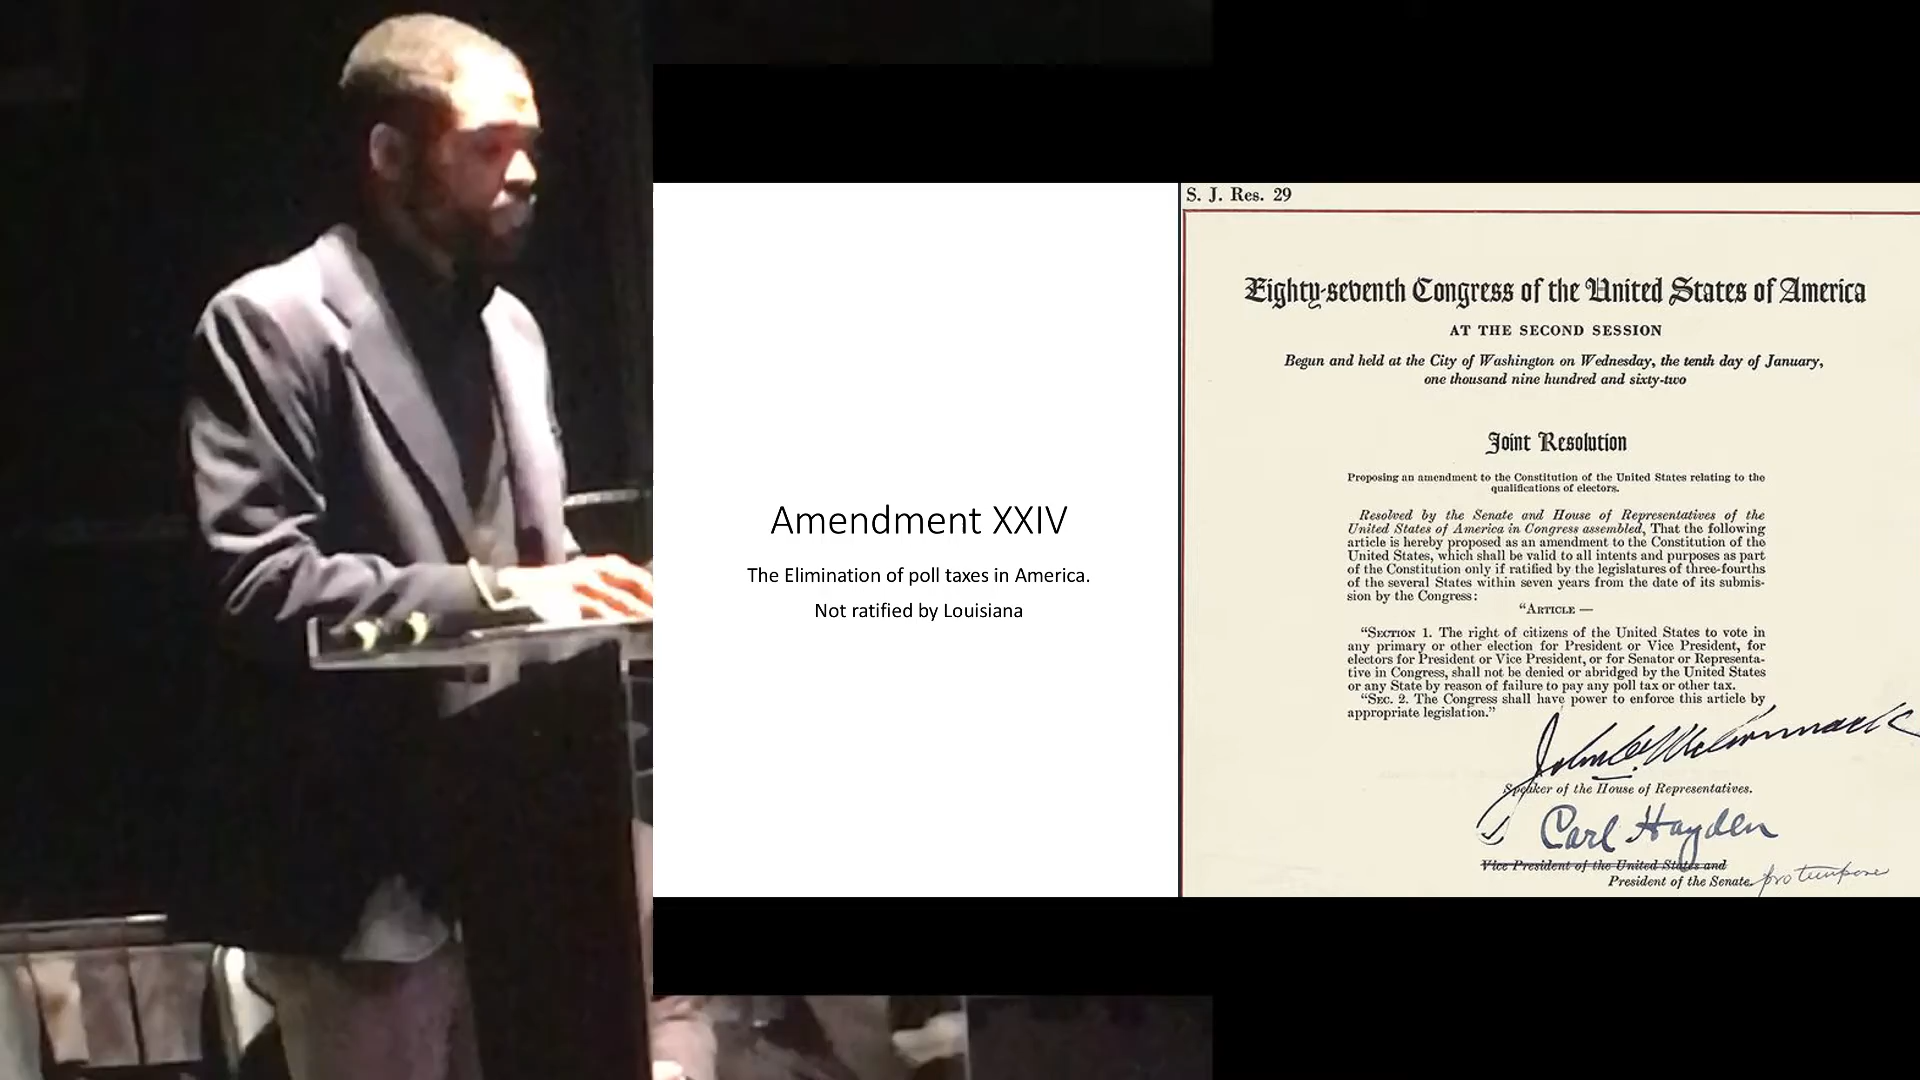 Amendment XXIV
The Elimination of poll taxes in America.
Not ratified by Louisiana
S. J. Res. 29
Eighty-seventh Congress of the United States of America
AT THE SECOND SESSION
Begun and held at the City of Washington on Wednesday, the tenth day of January,
one thousand nine hundred and sixty-two
Joint Resolution
Proposing an amendment to the Constitution of the United States relating to the
qualifications of electors.
Resolved by the Senate and House of Representatives of the
United States of America in Congress assembled, That the following
article is hereby proposed as an amendment to the Constitution of the
United States, which shall be valid to all intents and purposes as part
of the Constitution only if ratified by the legislatures of three-fourths
of the several States within seven years from the date of its submis-
sion by the Congress:
“ARTICLE —
“SECTION 1. The right of citizens of the United States to vote in
any primary or other election for President or Vice President, for
electors for President or Vice President, or for Senator or Representa-
tive in Congress, shall not be denied or abridged by the United States
or any State by reason of failure to pay any poll tax or other tax.
“SEC. 2. The Congress shall have power to enforce this article by
appropriate legislation.”
John W. McCormack
Speaker of the House of Representatives.
Carl Hayden
Vice President of the United States and
President of the Senate pro tempore